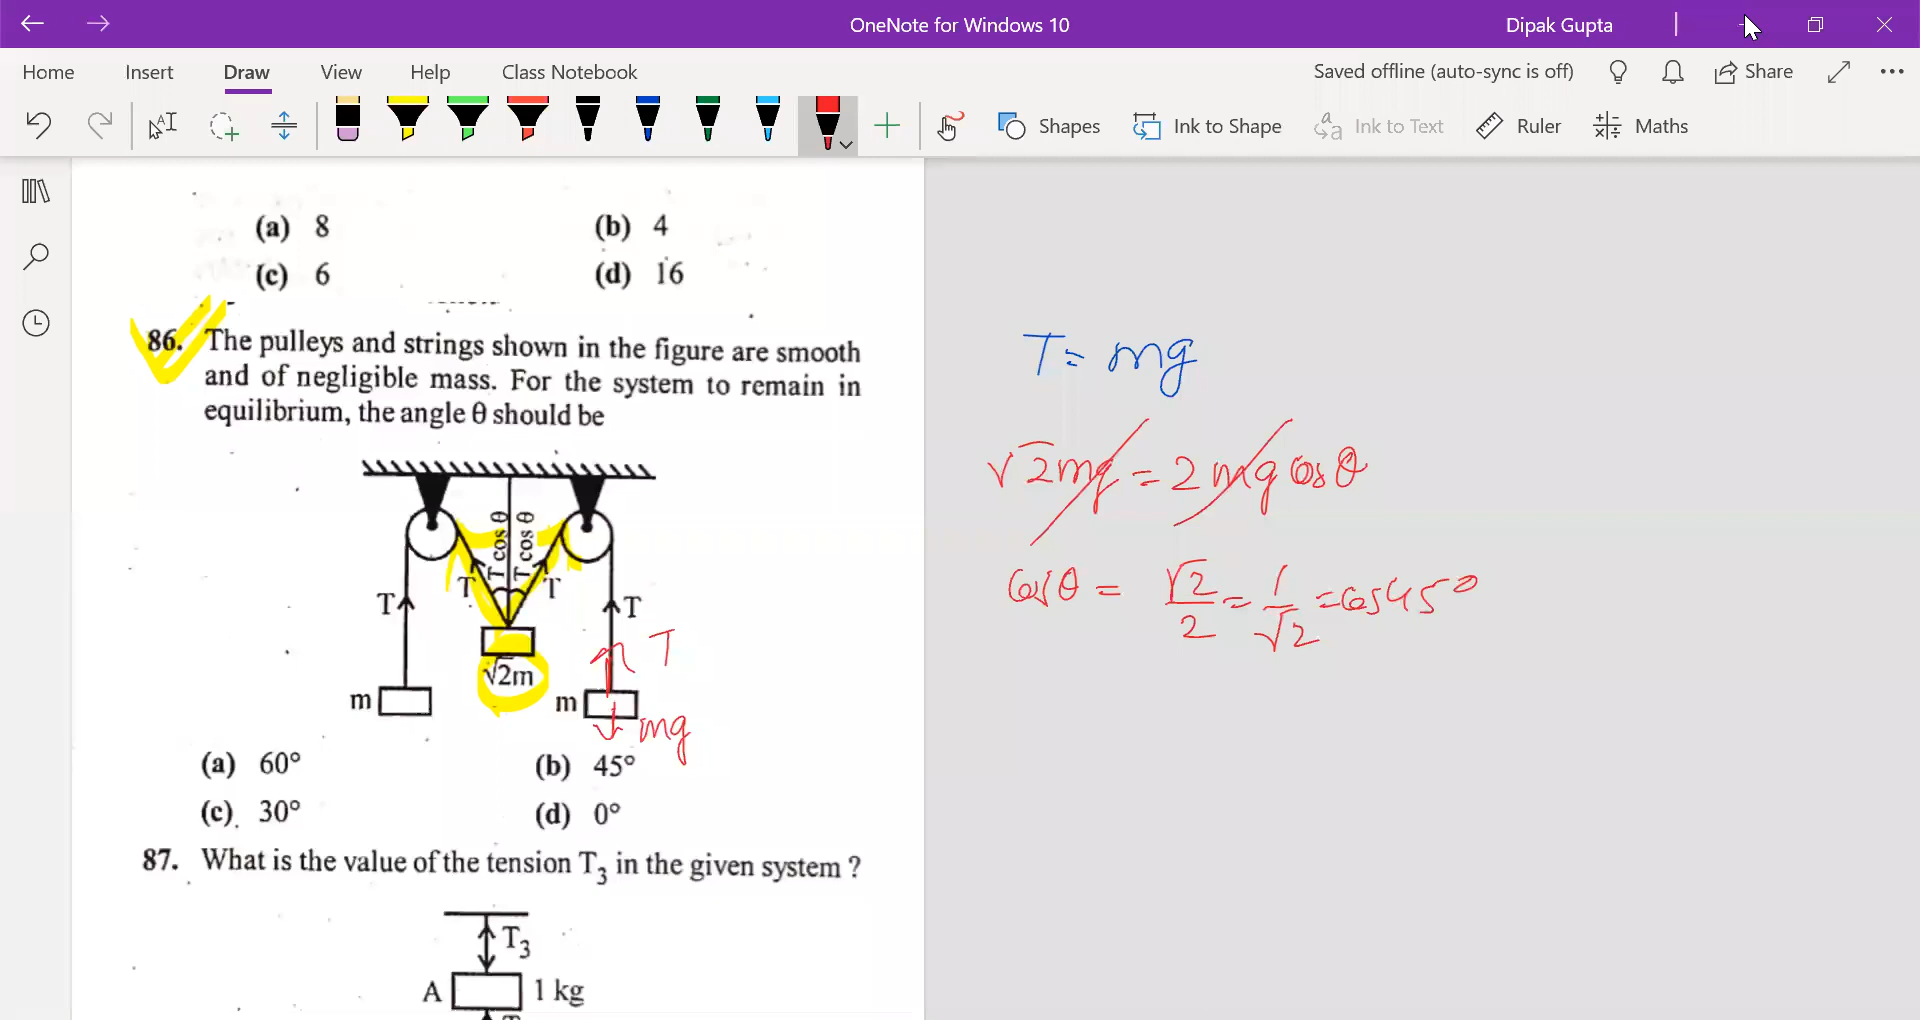 OneNote for Windows 10
Dipak Gupta
Home Insert Draw View Help Class Notebook
Saved offline (auto-sync is off) Share
Shapes Ink to Shape Ink to Text Ruler Maths
(a) 8 (b) 4
(c) 6 (d) 16
86. The pulleys and strings shown in the figure are smooth
and of negligible mass. For the system to remain in
equilibrium, the angle θ should be
T cos θ T cos θ
T T
T T
√2m
m m
T
mg
(a) 60° (b) 45°
(c) 30° (d) 0°
87. What is the value of the tension T₃ in the given system ?
T₃
A 1 kg
T = mg
√2mg = 2mg cos θ
cos θ = √2/2 = 1/√2 = cos 45°